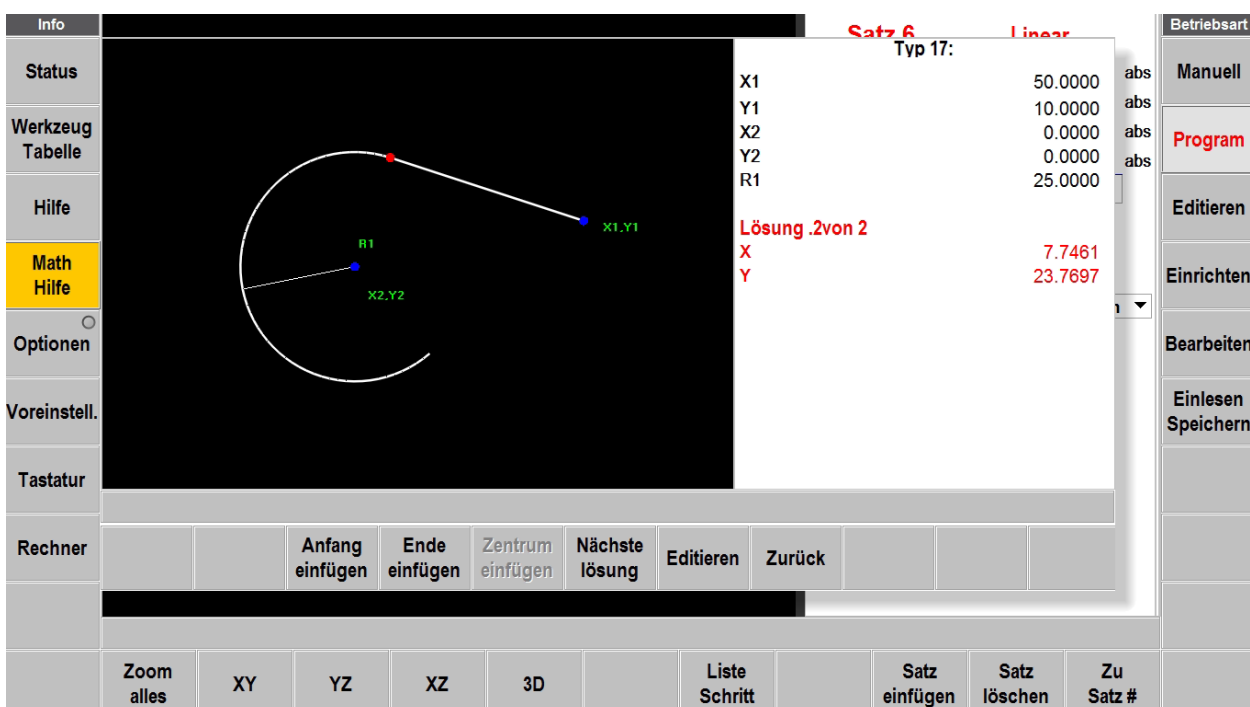 Info
Betriebsart
Satz 6 Linear
Typ 17:
Status
X1 50.0000 abs
Manuell
Y1 10.0000 abs
Werkzeug
Tabelle
X2 0.0000 abs
Program
Y2 0.0000 abs
R1 25.0000
Hilfe
Editieren
X1,Y1
Lösung .2von 2
R1
X 7.7461
Math
Hilfe
Y 23.7697
Einrichten
X2,Y2
n
Optionen
Bearbeiten
Voreinstell.
Einlesen
Speichern
Tastatur
Rechner
Anfang
einfügen
Ende
einfügen
Zentrum
einfügen
Nächste
lösung
Editieren
Zurück
Zoom
alles
XY
YZ
XZ
3D
Liste
Schritt
Satz
einfügen
Satz
löschen
Zu
Satz #